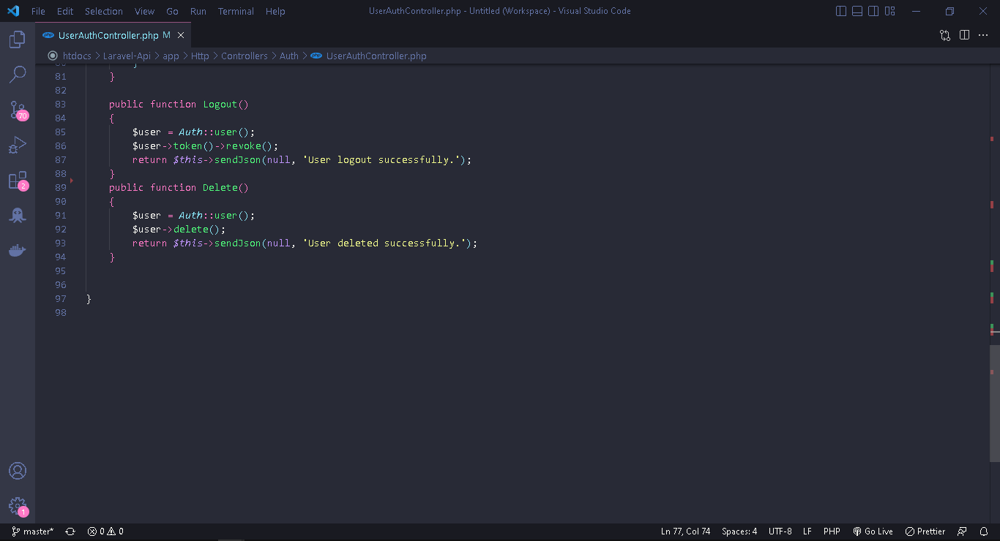 File Edit Selection View Go Run Terminal Help
UserAuthController.php - Untitled (Workspace) - Visual Studio Code
php UserAuthController.php M
htdocs > Laravel-Api > app > Http > Controllers > Auth > php UserAuthController.php
81 }
82
83 public function Logout()
84 {
85 $user = Auth::user();
86 $user->token()->revoke();
87 return $this->sendJson(null, 'User logout successfully.');
88 }
89 public function Delete()
90 {
91 $user = Auth::user();
92 $user->delete();
93 return $this->sendJson(null, 'User deleted successfully.');
94 }
95
96
97 }
98
70
2
1
master* 0 0 Ln 77, Col 74 Spaces: 4 UTF-8 LF PHP Go Live Prettier